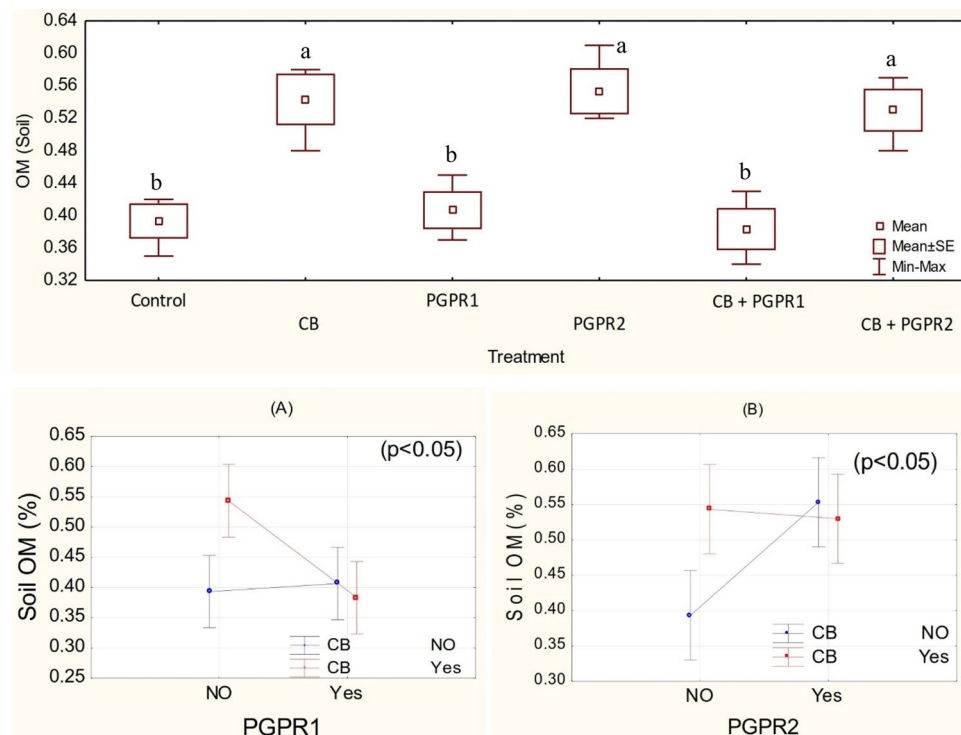 0.64
0.60
0.56
0.52
0.48
0.44
0.40
0.36
0.32
OM (Soil)
b
a
b
a
b
a
Mean
Mean±SE
Min-Max
Control
CB
PGPR1
PGPR2
CB + PGPR1
CB + PGPR2
Treatment
(A)
0.65
0.60
0.55
0.50
0.45
0.40
0.35
0.30
0.25
Soil OM (%)
(p<0.05)
CB NO
CB Yes
NO Yes
PGPR1
(B)
0.65
0.60
0.55
0.50
0.45
0.40
0.35
0.30
Soil OM (%)
(p<0.05)
CB NO
CB Yes
NO Yes
PGPR2